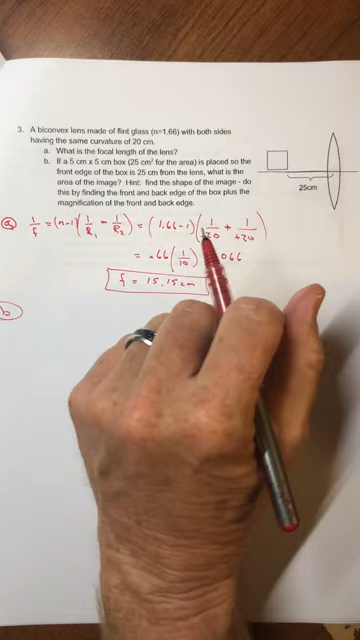 3. A biconvex lens made of flint glass (n=1.66) with both sides
having the same curvature of 20 cm.
a. What is the focal length of the lens?
b. If a 5 cm x 5 cm box (25 cm² for the area) is placed so the
front edge of the box is 25 cm from the lens, what is the
area of the image? Hint: find the shape of the image - do
this by finding the front and back edge of the box plus the
magnification of the front and back edge.
25cm
(a) 1/f = (n-1)(1/R₁ - 1/R₂) = (1.66-1)(1/+20 + 1/+20)
= .66(1/10) 066
f = 15.15cm
(b)